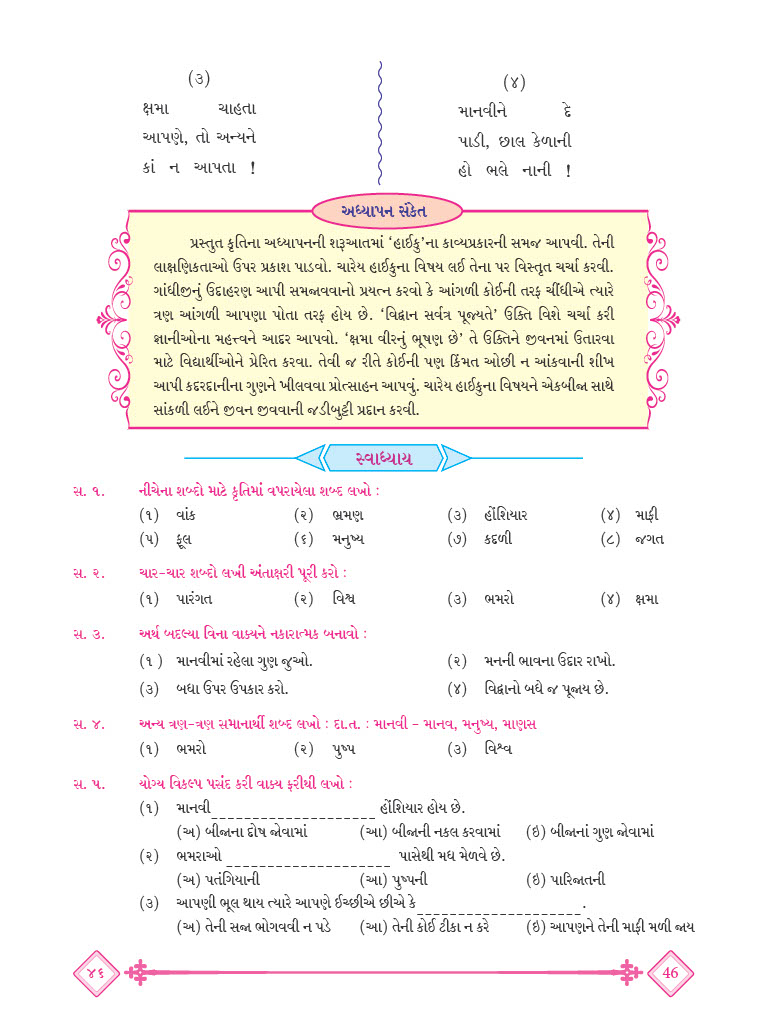 (૩)
ક્ષમા ચાહતા
આપણે, તો અન્યને
કાં ન આપતા !
(૪)
માનવીને દે
પાડી, છાલ કેળાની
હો ભલે નાની !
અધ્યાપન સંકેત
પ્રસ્તુત કૃતિના અધ્યાપનની શરૂઆતમાં ‘હાઈકુ’ના કાવ્યપ્રકારની સમજ આપવી. તેની
લાક્ષણિકતાઓ ઉપર પ્રકાશ પાડવો. ચારેય હાઈકુના વિષય લઈ તેના પર વિસ્તૃત ચર્ચા કરવી.
ગાંધીજીનું ઉદાહરણ આપી સમજાવવાનો પ્રયત્ન કરવો કે આંગળી કોઈની તરફ ચીંધીએ ત્યારે
ત્રણ આંગળી આપણા પોતા તરફ હોય છે. ‘વિદ્વાન સર્વત્ર પૂજ્યતે’ ઉક્તિ વિશે ચર્ચા કરી
જ્ઞાનીઓના મહત્ત્વને આદર આપવો. ‘ક્ષમા વીરનું ભૂષણ છે’ તે ઉક્તિને જીવનમાં ઉતારવા
માટે વિદ્યાર્થીઓને પ્રેરિત કરવા. તેવી જ રીતે કોઈની પણ કિંમત ઓછી ન આંકવાની શીખ
આપી કદરદાનીના ગુણને ખીલવવા પ્રોત્સાહન આપવું. ચારેય હાઈકુના વિષયને એકબીજા સાથે
સાંકળી લઈને જીવન જીવવાની જડીબુટ્ટી પ્રદાન કરવી.
સ્વાધ્યાય
સ. ૧. નીચેના શબ્દો માટે કૃતિમાં વપરાયેલા શબ્દ લખો :
(૧) વાંક (૨) ભ્રમણ (૩) હોંશિયાર (૪) માફી
(૫) ફૂલ (૬) મનુષ્ય (૭) કદળી (૮) જગત
સ. ૨. ચાર-ચાર શબ્દો લખી અંતાક્ષરી પૂરી કરો :
(૧) પારંગત (૨) વિશ્વ (૩) ભમરો (૪) ક્ષમા
સ. ૩. અર્થ બદલ્યા વિના વાક્યને નકારાત્મક બનાવો :
(૧ ) માનવીમાં રહેલા ગુણ જુઓ. (૨) મનની ભાવના ઉદાર રાખો.
(૩) બધા ઉપર ઉપકાર કરો. (૪) વિદ્વાનો બધે જ પૂજાય છે.
સ. ૪. અન્ય ત્રણ-ત્રણ સમાનાર્થી શબ્દ લખો : દા.ત. : માનવી - માનવ, મનુષ્ય, માણસ
(૧) ભમરો (૨) પુષ્પ (૩) વિશ્વ
સ. ૫. યોગ્ય વિકલ્પ પસંદ કરી વાક્ય ફરીથી લખો :
(૧) માનવી____________________ હોંશિયાર હોય છે.
(અ) બીજાના દોષ જોવામાં (આ) બીજાની નકલ કરવામાં (ઇ) બીજાનાં ગુણ જોવામાં
(૨) ભમરાઓ ____________________ પાસેથી મધ મેળવે છે.
(અ) પતંગિયાની (આ) પુષ્પની (ઇ) પારિજાતની
(૩) આપણી ભૂલ થાય ત્યારે આપણે ઈચ્છીએ છીએ કે____________________.
(અ) તેની સજા ભોગવવી ન પડે (આ) તેની કોઈ ટીકા ન કરે (ઇ) આપણને તેની માફી મળી જાય
૪૬
46